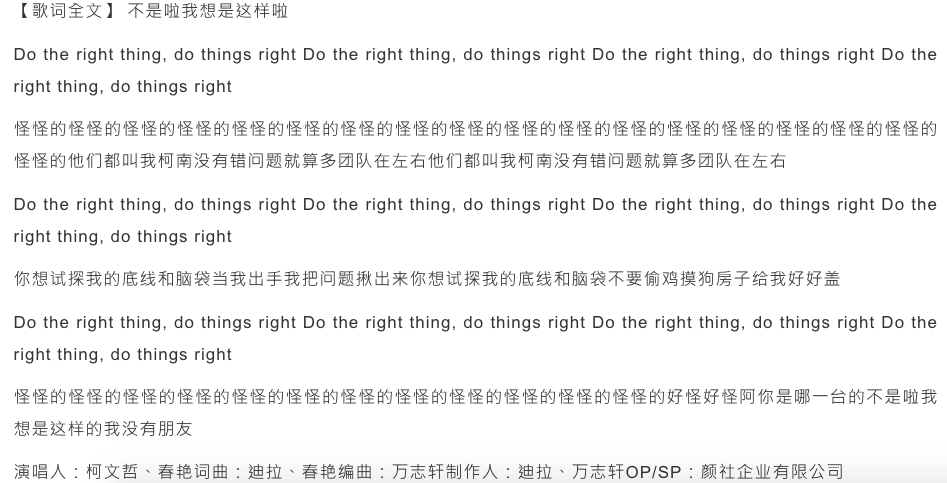 【歌词全文】 不是啦我想是这样啦
Do the right thing, do things right Do the right thing, do things right Do the right thing, do things right Do the
right thing, do things right
怪怪的怪怪的怪怪的怪怪的怪怪的怪怪的怪怪的怪怪的怪怪的怪怪的怪怪的怪怪的怪怪的怪怪的怪怪的怪怪的怪怪的
怪怪的他们都叫我柯南没有错问题就算多团队在左右他们都叫我柯南没有错问题就算多团队在左右
Do the right thing, do things right Do the right thing, do things right Do the right thing, do things right Do the
right thing, do things right
你想试探我的底线和脑袋当我出手我把问题揪出来你想试探我的底线和脑袋不要偷鸡摸狗房子给我好好盖
Do the right thing, do things right Do the right thing, do things right Do the right thing, do things right Do the
right thing, do things right
怪怪的怪怪的怪怪的怪怪的怪怪的怪怪的怪怪的怪怪的怪怪的怪怪的怪怪的怪怪的好怪好怪阿你是哪一台的不是啦我
想是这样的我没有朋友
演唱人：柯文哲、春艳词曲：迪拉、春艳编曲：万志轩制作人：迪拉、万志轩OP/SP：颜社企业有限公司